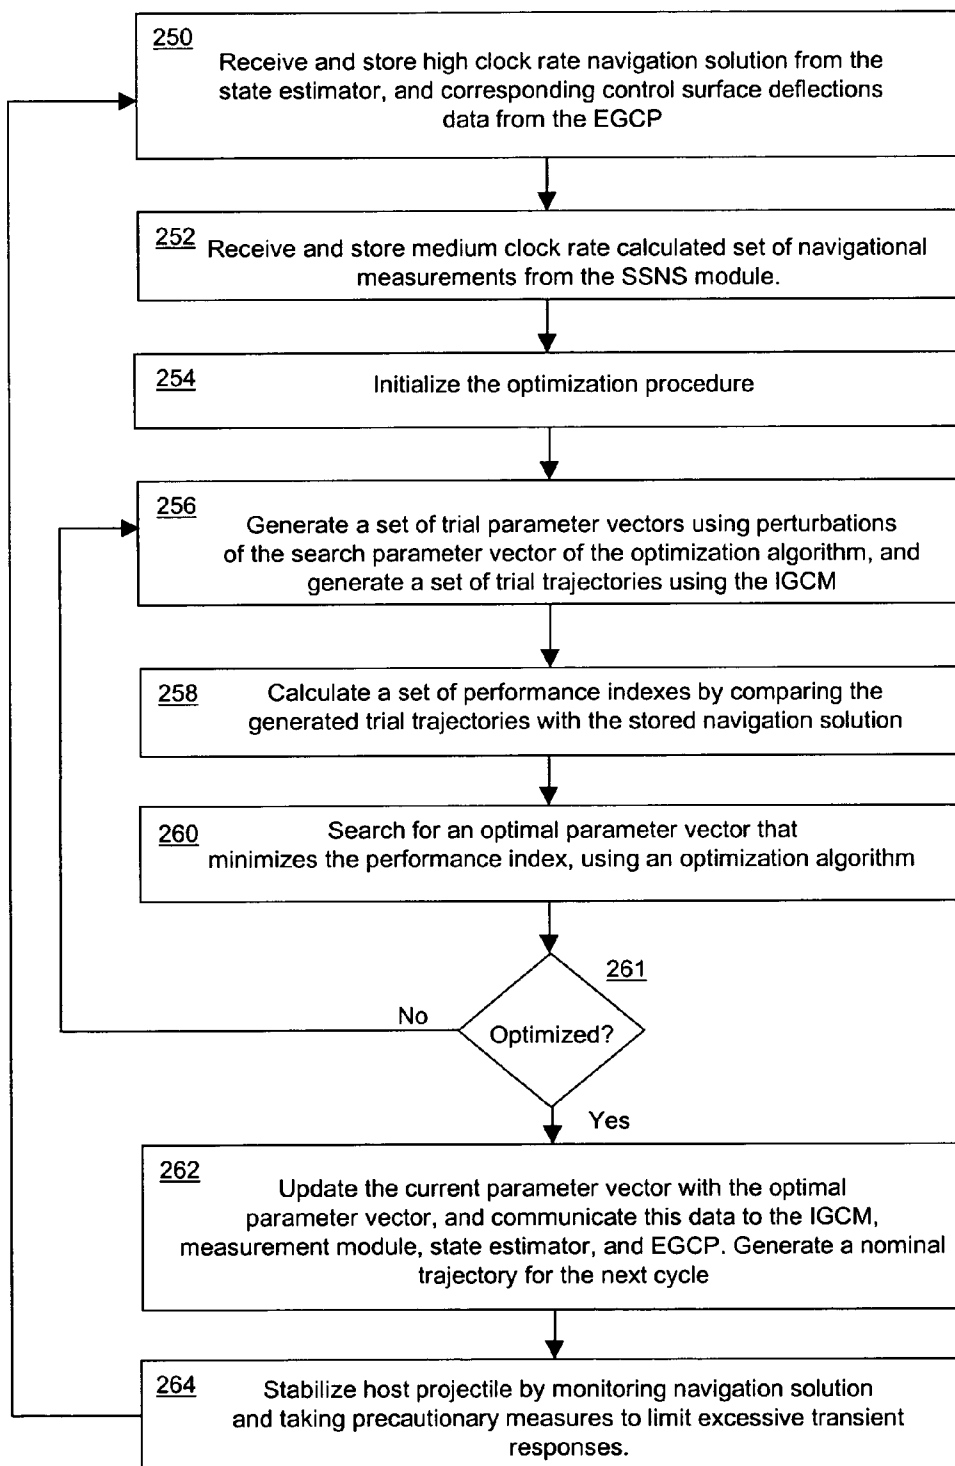 250
Receive and store high clock rate navigation solution from the
state estimator, and corresponding control surface deflections
data from the EGCP
252
Receive and store medium clock rate calculated set of navigational
measurements from the SSNS module.
254
Initialize the optimization procedure
256
Generate a set of trial parameter vectors using perturbations
of the search parameter vector of the optimization algorithm, and
generate a set of trial trajectories using the IGCM
258
Calculate a set of performance indexes by comparing the
generated trial trajectories with the stored navigation solution
260
Search for an optimal parameter vector that
minimizes the performance index, using an optimization algorithm
261
No
Optimized?
Yes
262
Update the current parameter vector with the optimal
parameter vector, and communicate this data to the IGCM,
measurement module, state estimator, and EGCP. Generate a nominal
trajectory for the next cycle
264
Stabilize host projectile by monitoring navigation solution
and taking precautionary measures to limit excessive transient
responses.